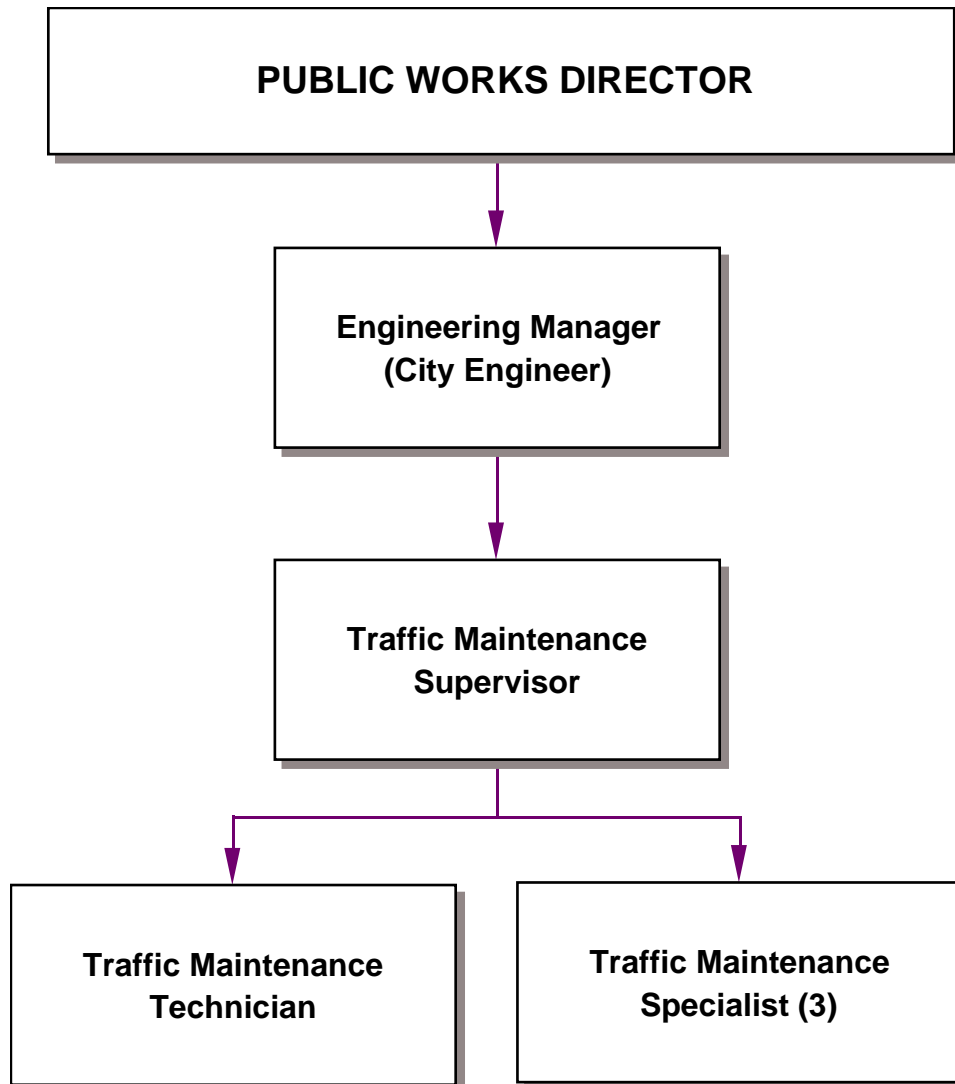 PUBLIC WORKS DIRECTOR
Engineering Manager
(City Engineer)
Traffic Maintenance
Supervisor
Traffic Maintenance
Technician
Traffic Maintenance
Specialist (3)